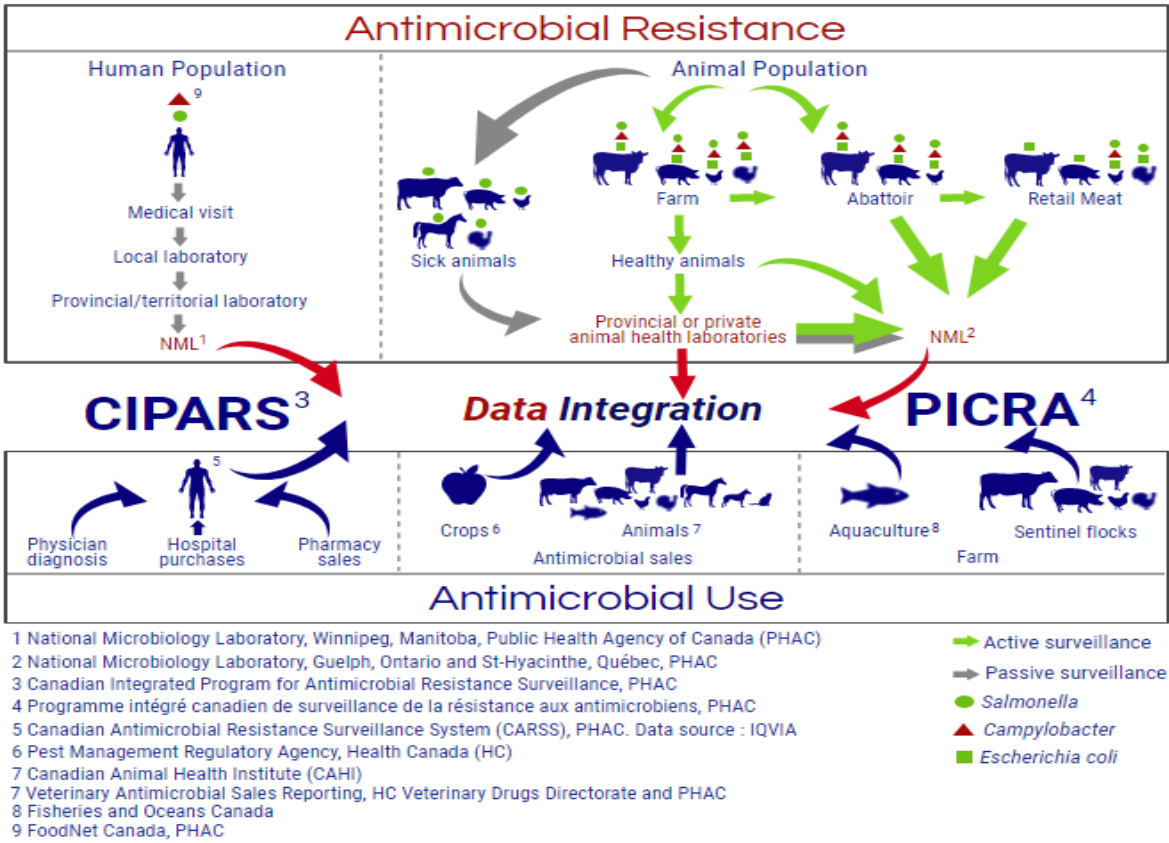 Antimicrobial Resistance
Human Population
9
Medical visit
Local laboratory
Provincial/territorial laboratory
NML1
Animal Population
Sick animals
Farm
Abattoir
Retail Meat
Healthy animals
Provincial or private
animal health laboratories
NML2
CIPARS3
Data Integration
PICRA4
5
Physician
diagnosis
Hospital
purchases
Pharmacy
sales
Crops 6
Animals 7
Antimicrobial sales
Aquaculture 8
Sentinel flocks
Farm
Antimicrobial Use
1 National Microbiology Laboratory, Winnipeg, Manitoba, Public Health Agency of Canada (PHAC)
2 National Microbiology Laboratory, Guelph, Ontario and St-Hyacinthe, Québec, PHAC
3 Canadian Integrated Program for Antimicrobial Resistance Surveillance, PHAC
4 Programme intégré canadien de surveillance de la résistance aux antimicrobiens, PHAC
5 Canadian Antimicrobial Resistance Surveillance System (CARSS), PHAC. Data source : IQVIA
6 Pest Management Regulatory Agency, Health Canada (HC)
7 Canadian Animal Health Institute (CAHI)
7 Veterinary Antimicrobial Sales Reporting, HC Veterinary Drugs Directorate and PHAC
8 Fisheries and Oceans Canada
9 FoodNet Canada, PHAC
Active surveillance
Passive surveillance
Salmonella
Campylobacter
Escherichia coli